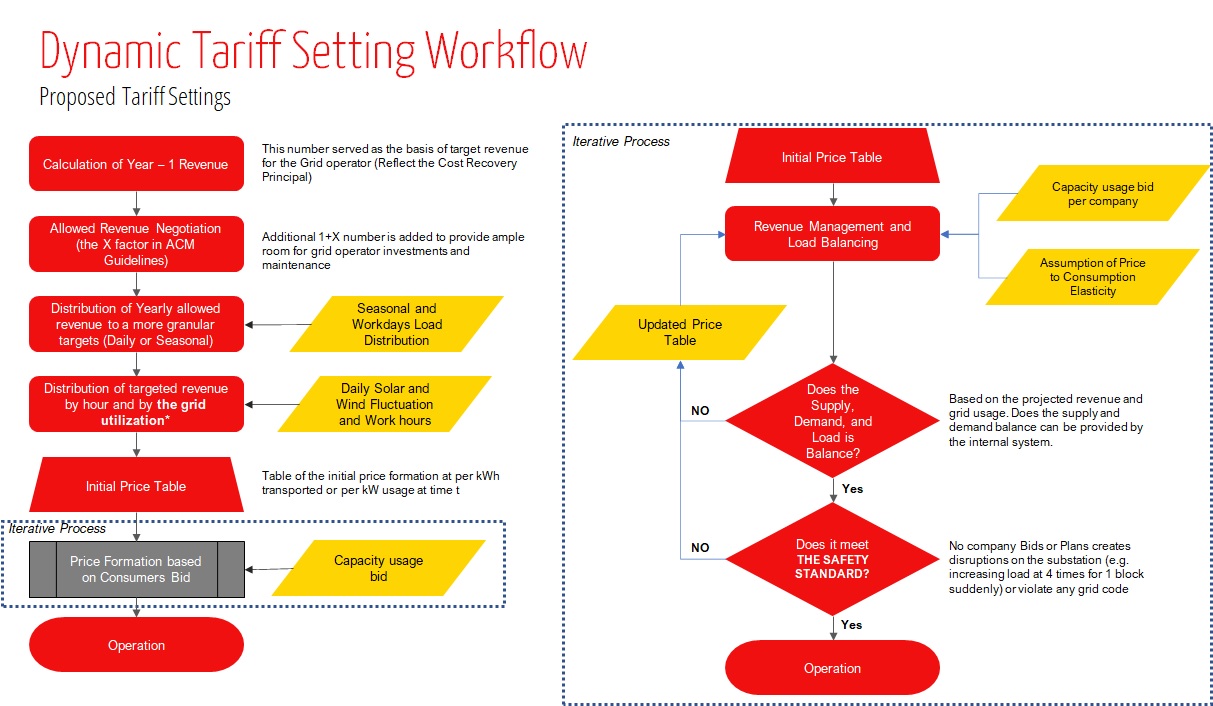 Dynamic Tariff Setting Workflow
Proposed Tariff Settings
Calculation of Year – 1 Revenue
This number served as the basis of target revenue
for the Grid operator (Reflect the Cost Recovery
Principal)
Allowed Revenue Negotiation
(the X factor in ACM
Guidelines)
Additional 1+X number is added to provide ample
room for grid operator investments and
maintenance
Distribution of Yearly allowed
revenue to a more granular
targets (Daily or Seasonal)
Seasonal and
Workdays Load
Distribution
Distribution of targeted revenue
by hour and by the grid
utilization*
Daily Solar and
Wind Fluctuation
and Work hours
Initial Price Table
Table of the initial price formation at per kWh
transported or per kW usage at time t
Iterative Process
Price Formation based
on Consumers Bid
Capacity usage
bid
Operation
Iterative Process
Initial Price Table
Capacity usage bid
per company
Revenue Management and
Load Balancing
Assumption of Price
to Consumption
Elasticity
Updated Price
Table
Does the
Supply,
Demand, and
Load is
Balance?
NO
Based on the projected revenue and
grid usage. Does the supply and
demand balance can be provided by
the internal system.
Yes
Does it meet
THE SAFETY
STANDARD?
NO
No company Bids or Plans creates
disruptions on the substation (e.g.
increasing load at 4 times for 1 block
suddenly) or violate any grid code
Yes
Operation